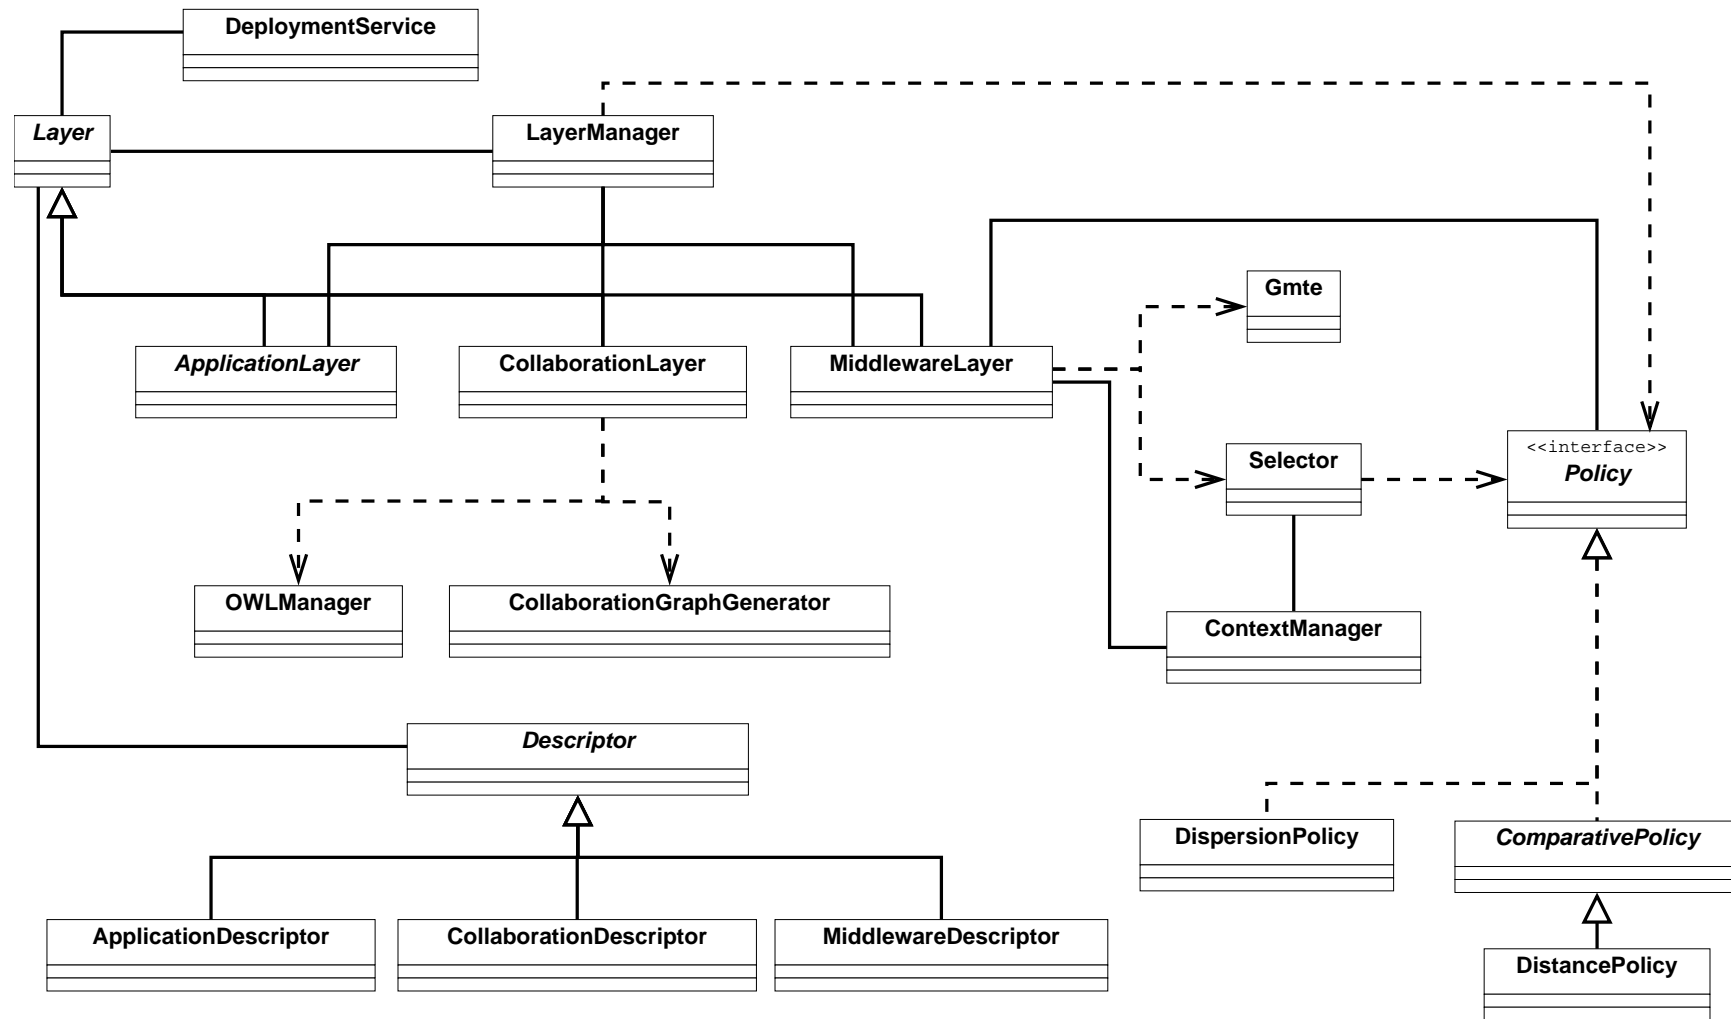 DeploymentService
Layer
LayerManager
Gmte
ApplicationLayer
CollaborationLayer
MiddlewareLayer
<<interface>>
Policy
Selector
OWLManager
CollaborationGraphGenerator
ContextManager
Descriptor
DispersionPolicy
ComparativePolicy
ApplicationDescriptor
CollaborationDescriptor
MiddlewareDescriptor
DistancePolicy